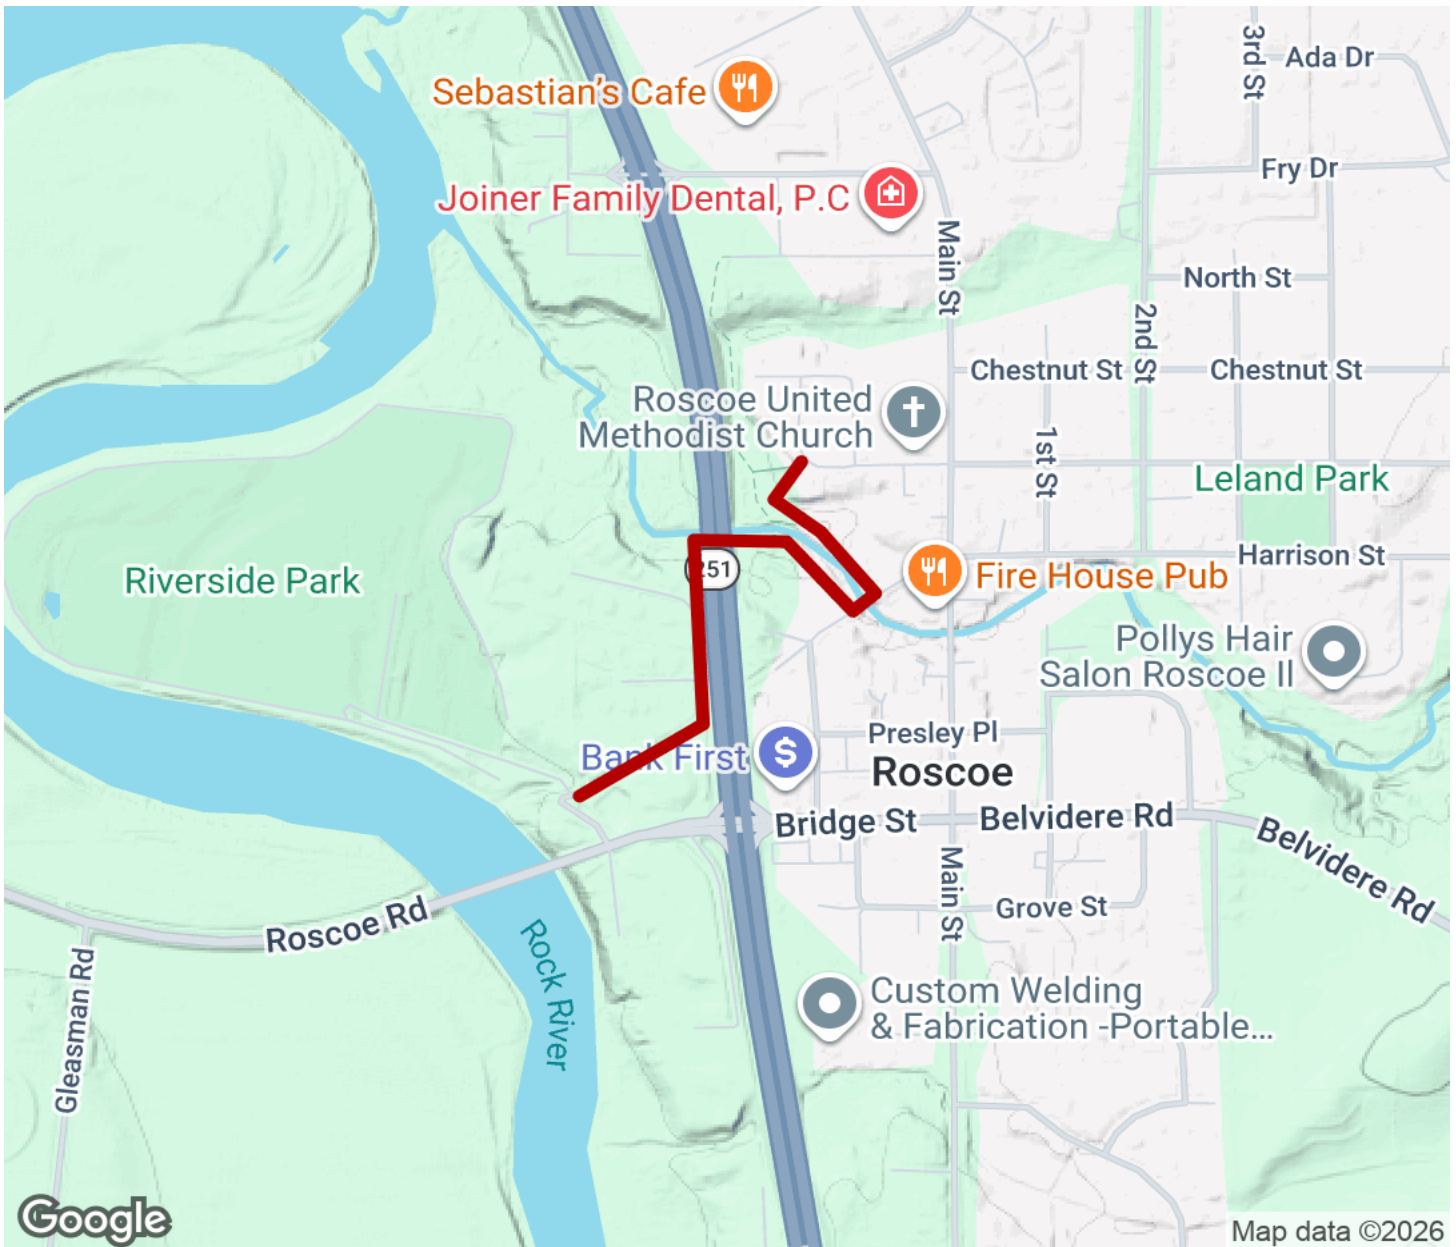 3rd St
Ada Dr
Sebastian's Cafe
Fry Dr
Joiner Family Dental, P.C
Main St
North St
2nd St
Chestnut St
Chestnut St
Roscoe United
Methodist Church
1st St
Leland Park
Harrison St
251
Riverside Park
Fire House Pub
Pollys Hair
Salon Roscoe II
Presley Pl
Bank First
Roscoe
Bridge St
Belvidere Rd
Belvidere Rd
Main St
Grove St
Roscoe Rd
Rock River
Gleasman Rd
Custom Welding
& Fabrication -Portable...
Google
Map data ©2026